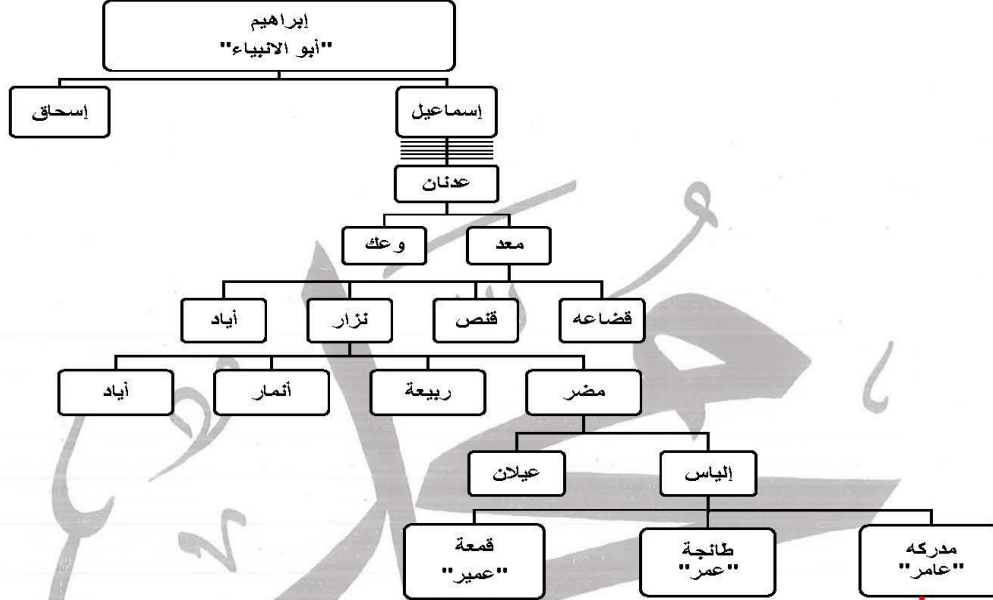 إبراهيم
"أبو الانبياء"
إسماعيل
إسحاق
عدنان
معد
وعك
قضاعه
قنص
نزار
أياد
مضر
ربيعة
أنمار
أياد
إلياس
عيلان
مدركه
"عامر"
طانجة
"عمر"
قمعة
"عمير"
محمد